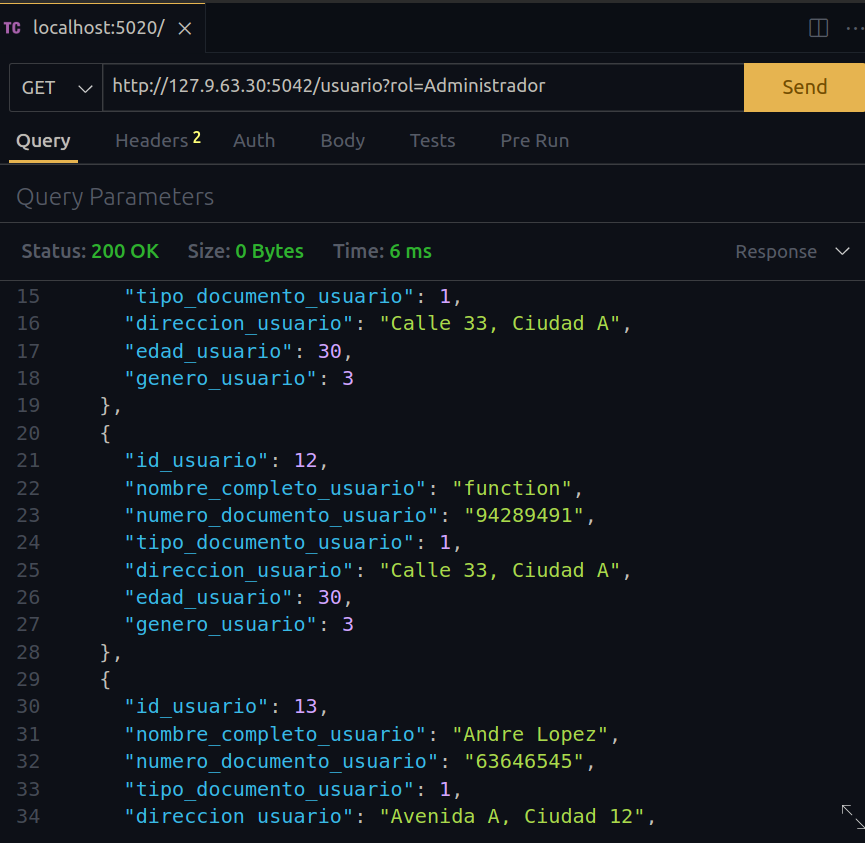 TC localhost:5020/
GET http://127.9.63.30:5042/usuario?rol=Administrador Send
Query Headers 2 Auth Body Tests Pre Run
Query Parameters
Status: 200 OK Size: 0 Bytes Time: 6 ms Response
15 "tipo_documento_usuario": 1,
16 "direccion_usuario": "Calle 33, Ciudad A",
17 "edad_usuario": 30,
18 "genero_usuario": 3
19 },
20 {
21 "id_usuario": 12,
22 "nombre_completo_usuario": "function",
23 "numero_documento_usuario": "94289491",
24 "tipo_documento_usuario": 1,
25 "direccion_usuario": "Calle 33, Ciudad A",
26 "edad_usuario": 30,
27 "genero_usuario": 3
28 },
29 {
30 "id_usuario": 13,
31 "nombre_completo_usuario": "Andre Lopez",
32 "numero_documento_usuario": "63646545",
33 "tipo_documento_usuario": 1,
34 "direccion usuario": "Avenida A, Ciudad 12",